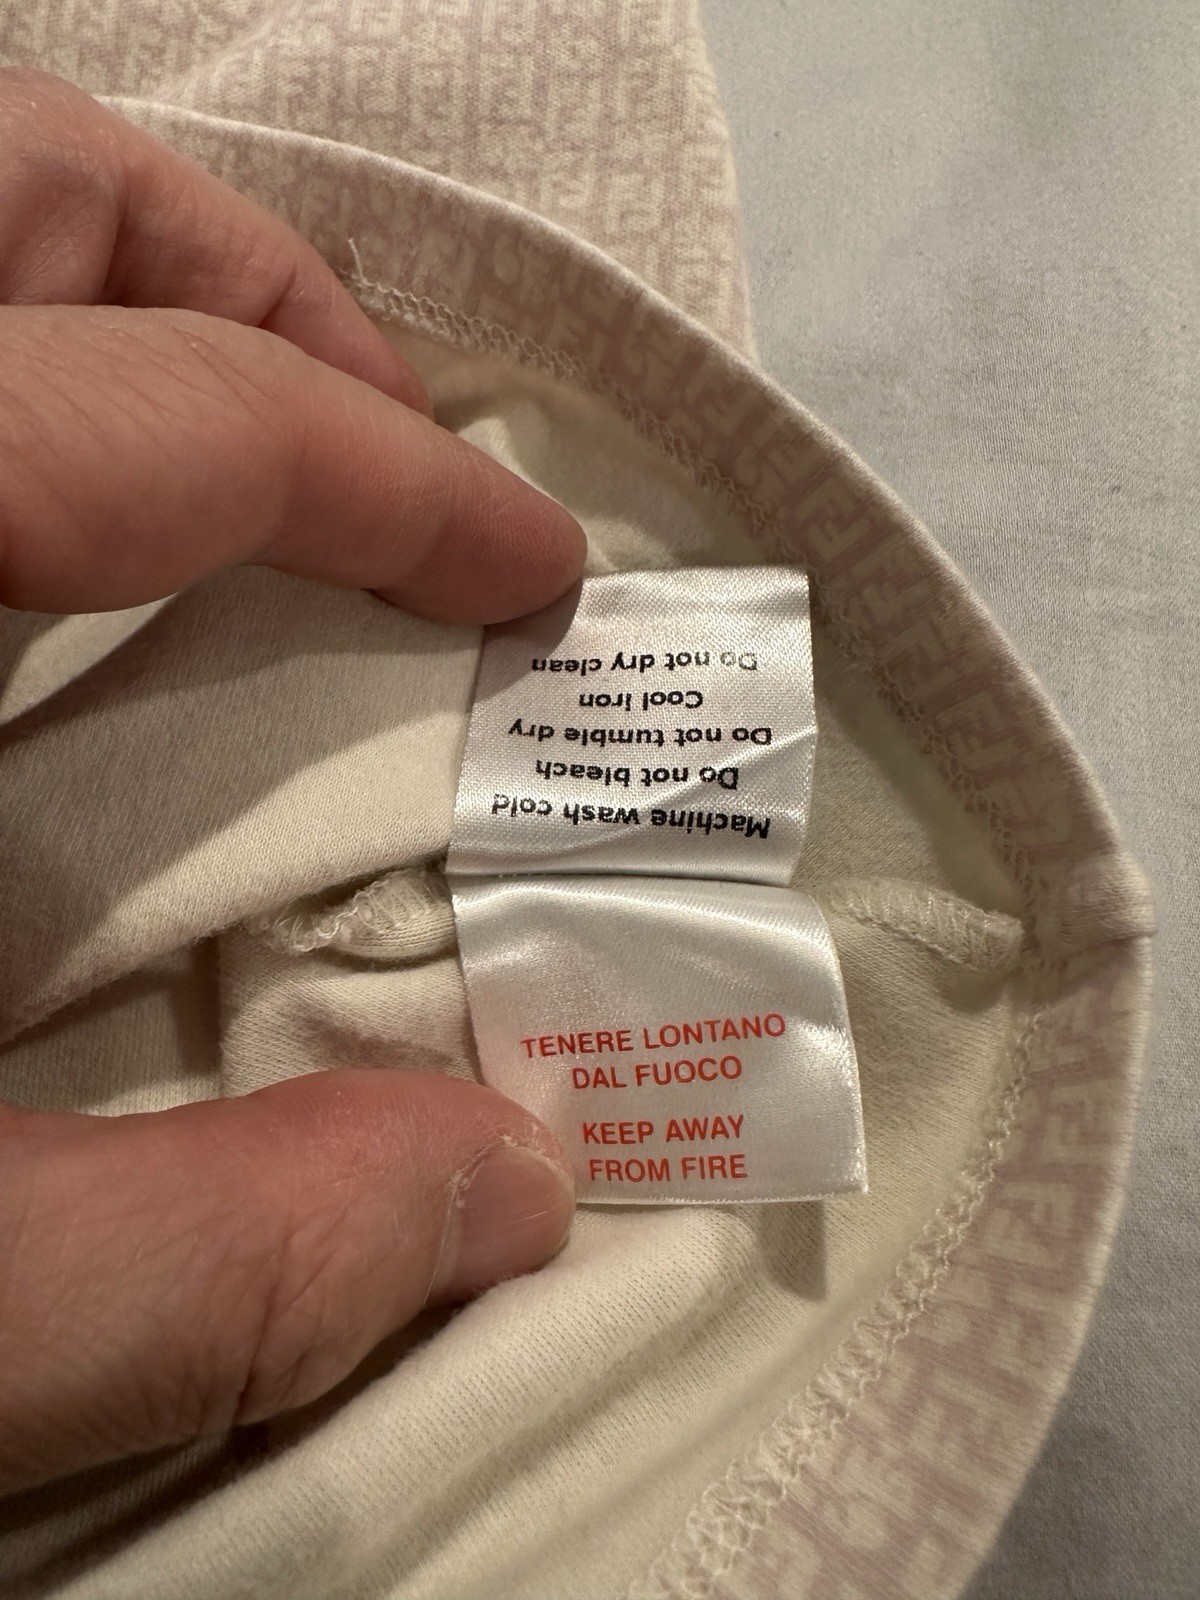 Machine wash cold
Do not bleach
Do not tumble dry
Cool iron
Do not dry clean
TENERE LONTANO
DAL FUOCO
KEEP AWAY
FROM FIRE